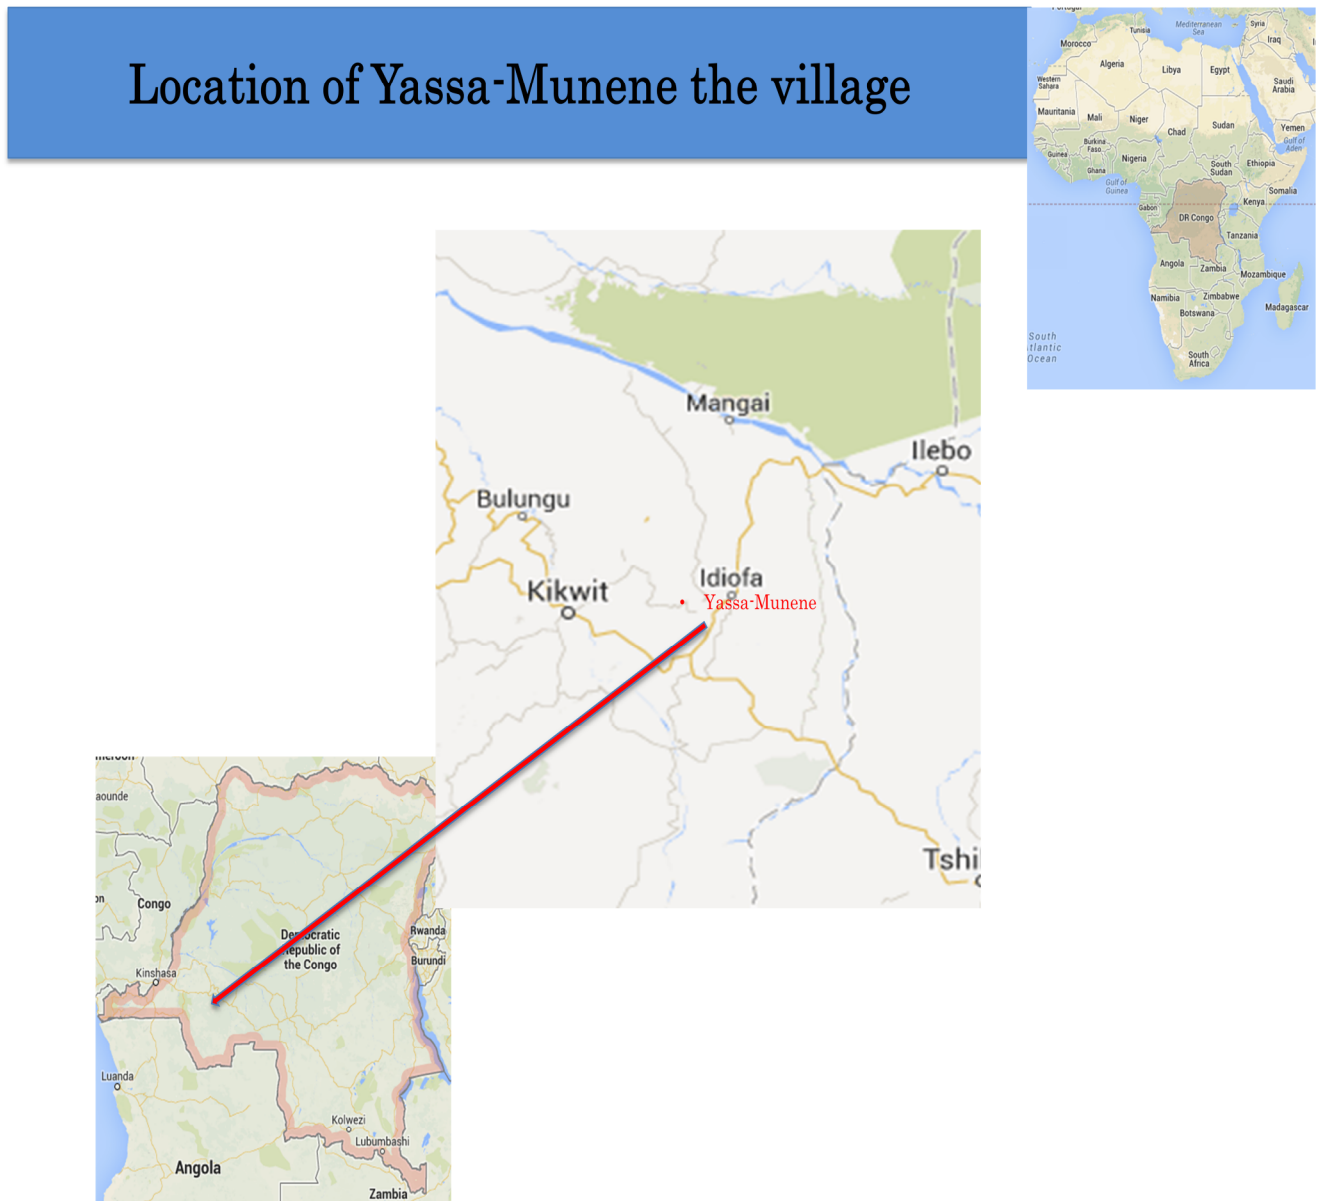 Location of Yassa-Munene the village
Mediterranean
Sea
Syria
Tunisia
Morocco
Iraq
Algeria
Libya
Egypt
Western
Sahara
Saudi
Arabia
Mauritania
Mali
Niger
Chad
Sudan
Yemen
Gulf of
Aden
Burkina
Faso
Guinea
Nigeria
Ghana
South
Sudan
Ethiopia
Gulf of
Guinea
Somalia
Gabon
Kenya
DR Congo
Tanzania
Angola
Zambia
Mozambique
Namibia
Zimbabwe
Botswana
Madagascar
South
tlantic
Ocean
South
Africa
Mangai
Ilebo
Bulungu
Kikwit
Idiofa
• Yassa-Munene
Tshi
aounde
Congo
Democratic
Republic of
the Congo
Rwanda
Burundi
Kinshasa
Luanda
Kolwezi
Lubumbashi
Angola
Zambia